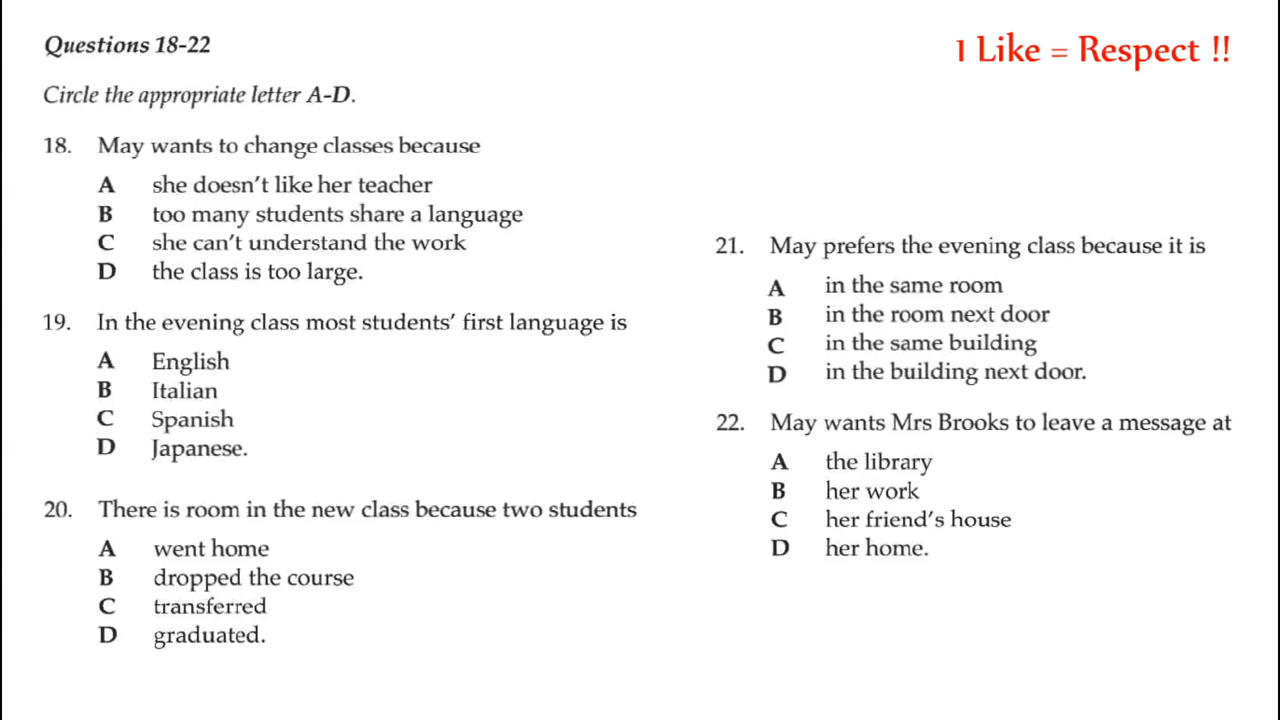 Questions 18-22
1 Like = Respect !!
Circle the appropriate letter A-D.
18. May wants to change classes because
A she doesn't like her teacher
B too many students share a language
C she can't understand the work
D the class is too large.
19. In the evening class most students' first language is
A English
B Italian
C Spanish
D Japanese.
20. There is room in the new class because two students
A went home
B dropped the course
C transferred
D graduated.
21. May prefers the evening class because it is
A in the same room
B in the room next door
C in the same building
D in the building next door.
22. May wants Mrs Brooks to leave a message at
A the library
B her work
C her friend's house
D her home.